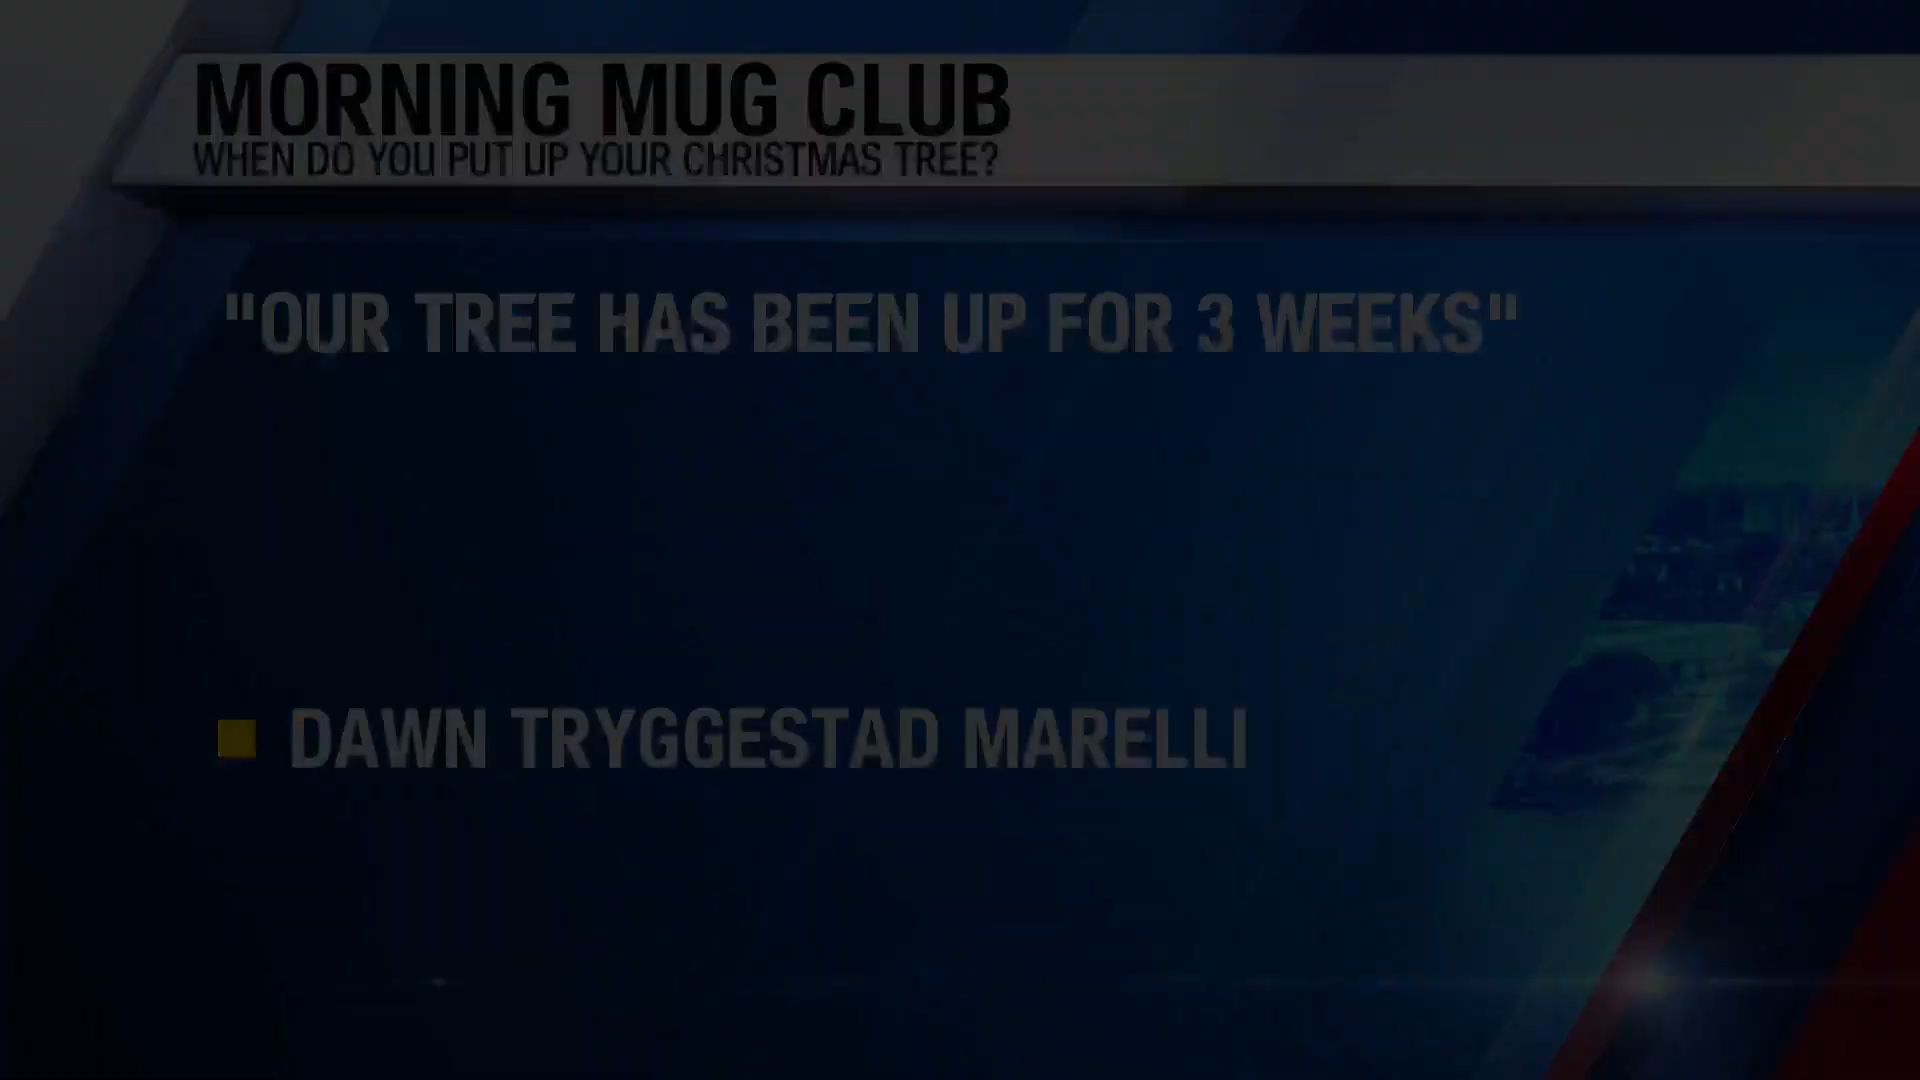 MORNING MUG CLUB
WHEN DO YOU PUT UP YOUR CHRISTMAS TREE?
"OUR TREE HAS BEEN UP FOR 3 WEEKS"
DAWN TRYGGESTAD MARELLI